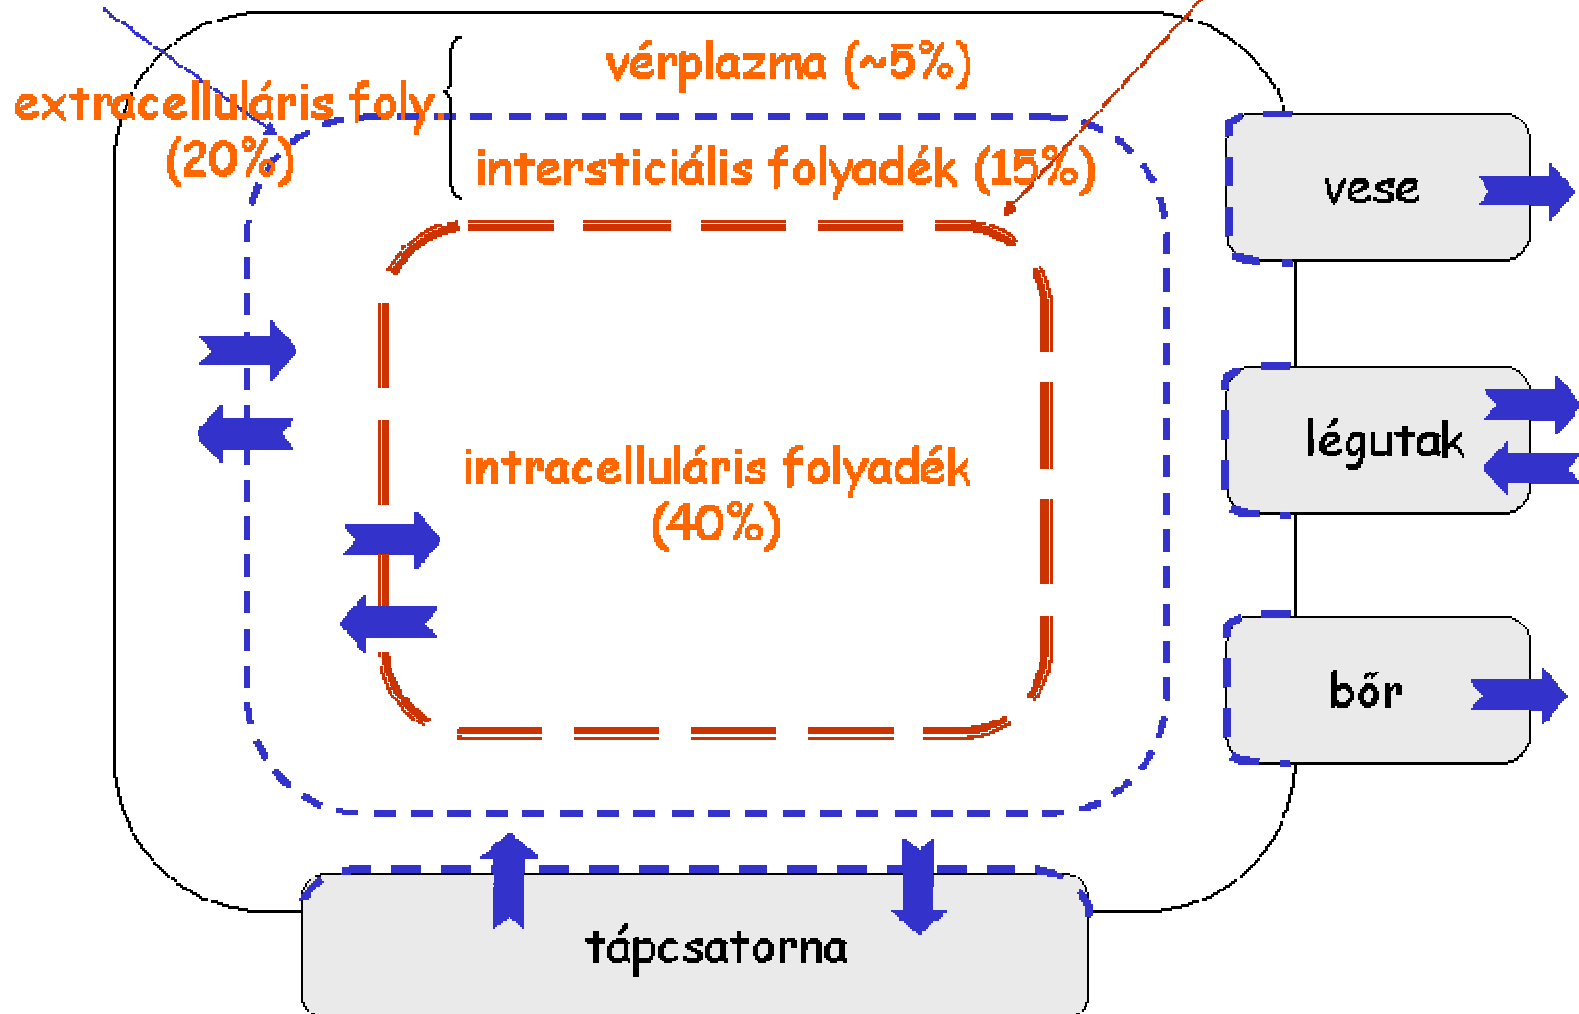 vérplazma (~5%)
extracelluláris foly.
(20%)
intersticiális folyadék (15%)
vese
légutak
intracelluláris folyadék
(40%)
bőr
tápcsatorna